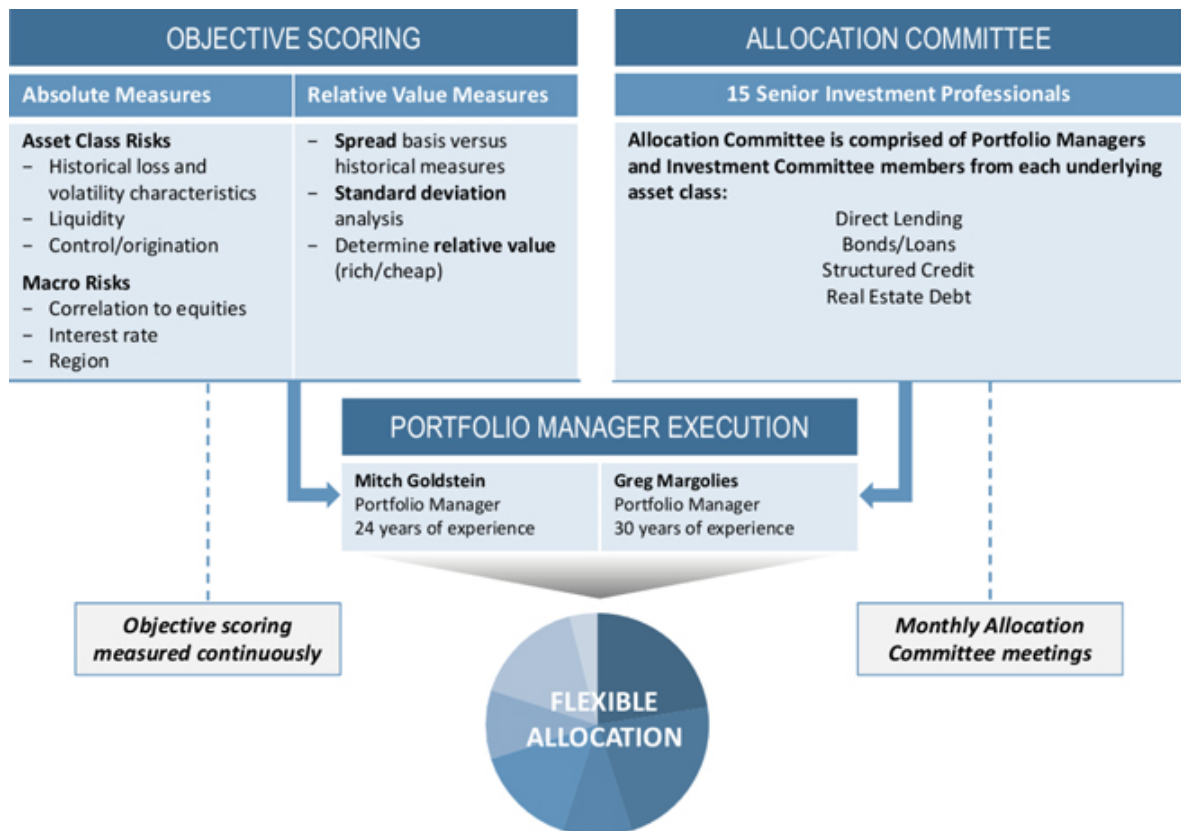 OBJECTIVE SCORING
Absolute Measures
Asset Class Risks
– Historical loss and
volatility characteristics
– Liquidity
– Control/origination
Macro Risks
– Correlation to equities
– Interest rate
– Region
Relative Value Measures
– Spread basis versus
historical measures
– Standard deviation
analysis
– Determine relative value
(rich/cheap)
ALLOCATION COMMITTEE
15 Senior Investment Professionals
Allocation Committee is comprised of Portfolio Managers
and Investment Committee members from each underlying
asset class:
Direct Lending
Bonds/Loans
Structured Credit
Real Estate Debt
PORTFOLIO MANAGER EXECUTION
Mitch Goldstein
Portfolio Manager
24 years of experience
Greg Margolies
Portfolio Manager
30 years of experience
Objective scoring
measured continuously
Monthly Allocation
Committee meetings
FLEXIBLE
ALLOCATION